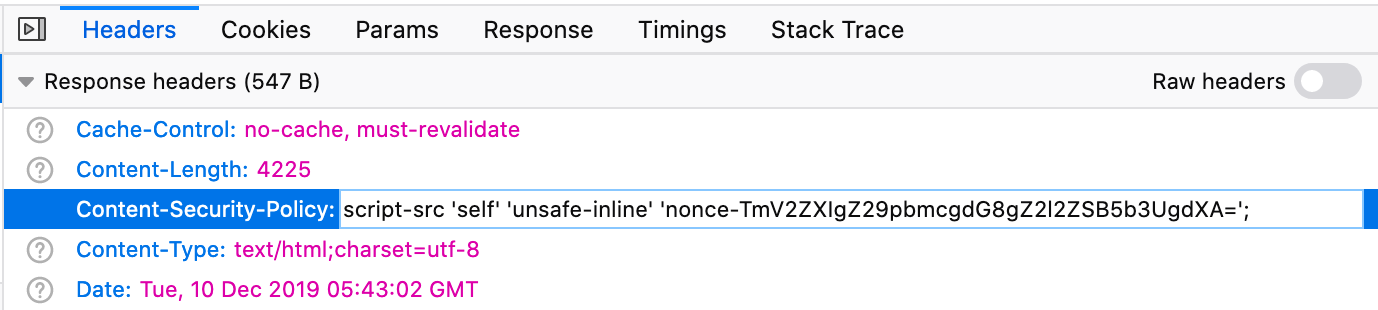 Headers Cookies Params Response Timings Stack Trace
Response headers (547 B) Raw headers
Cache-Control: no-cache, must-revalidate
Content-Length: 4225
Content-Security-Policy: script-src 'self' 'unsafe-inline' 'nonce-TmV2ZXIgZ29pbmcgdG8gZ2l2ZSB5b3UgdXA=';
Content-Type: text/html;charset=utf-8
Date: Tue, 10 Dec 2019 05:43:02 GMT